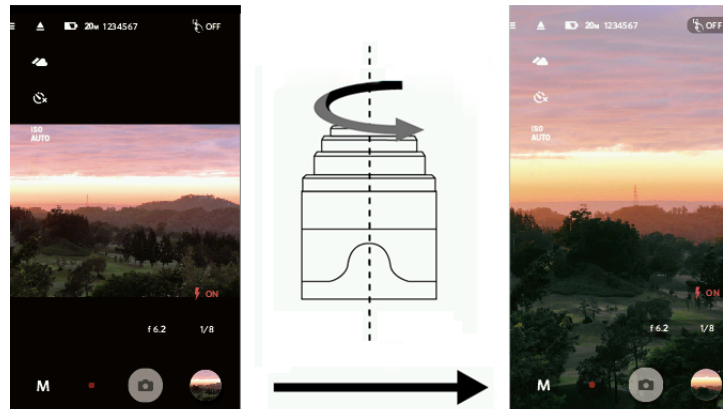 20M 1234567
OFF
ISO
AUTO
ON
f 6.2 1/8
M
20M 1234567
OFF
ISO
AUTO
ON
f 6.2 1/8
M